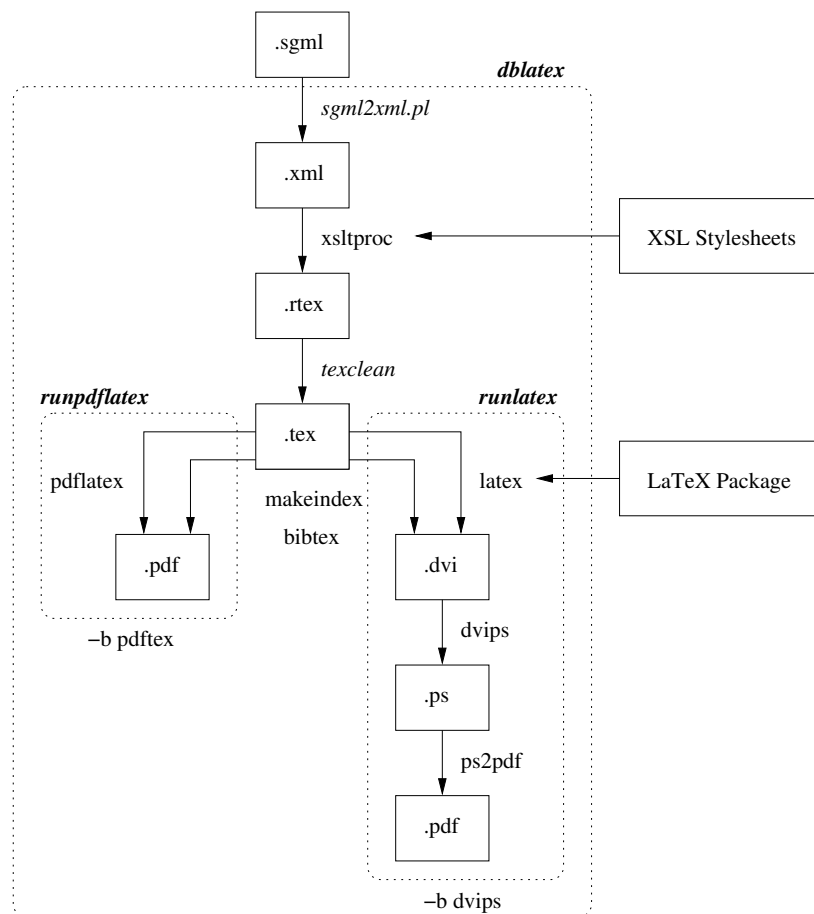 .sgml
dblatex
sgml2xml.pl
.xml
xsltproc
XSL Stylesheets
.rtex
texclean
runpdflatex
runlatex
.tex
pdflatex
latex
LaTeX Package
makeindex
bibtex
.pdf
.dvi
−b pdftex
dvips
.ps
ps2pdf
.pdf
−b dvips